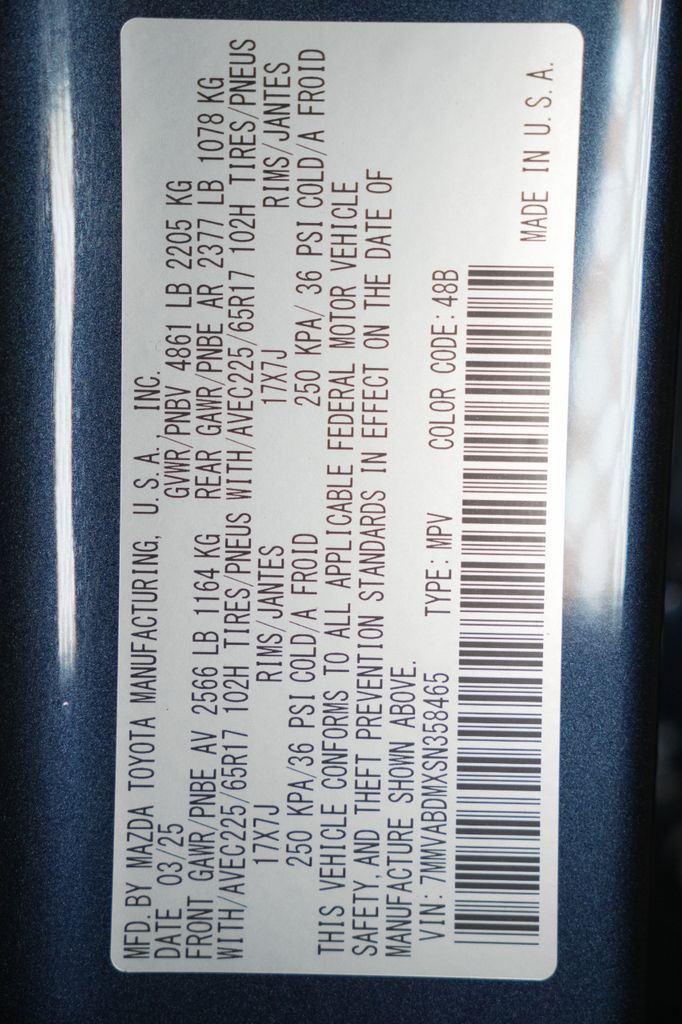 MFD. BY MAZDA TOYOTA MANUFACTURING, U.S.A., INC.
DATE 03/25 GVWR/PNBV 4861 LB 2205 KG
FRONT GAWR/PNBE AV 2566 LB 1164 KG REAR GAWR/PNBE AR 2377 LB 1078 KG
WITH/AVEC225/65R17 102H TIRES/PNEUS WITH/AVEC225/65R17 102H TIRES/PNEUS
17X7J RIMS/JANTES 17X7J RIMS/JANTES
250 KPA/36 PSI COLD/A FROID 250 KPA/ 36 PSI COLD/A FROID
THIS VEHICLE CONFORMS TO ALL APPLICABLE FEDERAL MOTOR VEHICLE
SAFETY, AND THEFT PREVENTION STANDARDS IN EFFECT ON THE DATE OF
MANUFACTURE SHOWN ABOVE.
VIN: 7MMVABDMXSN358465 TYPE: MPV COLOR CODE: 48B
MADE IN U.S.A.